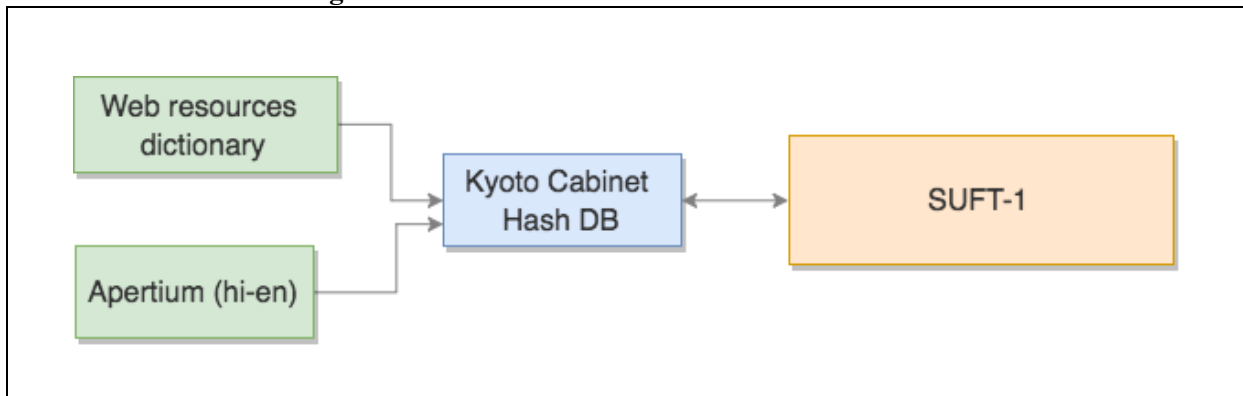 Web resources
dictionary
Kyoto Cabinet
Hash DB
SUFT-1
Apertium (hi-en)